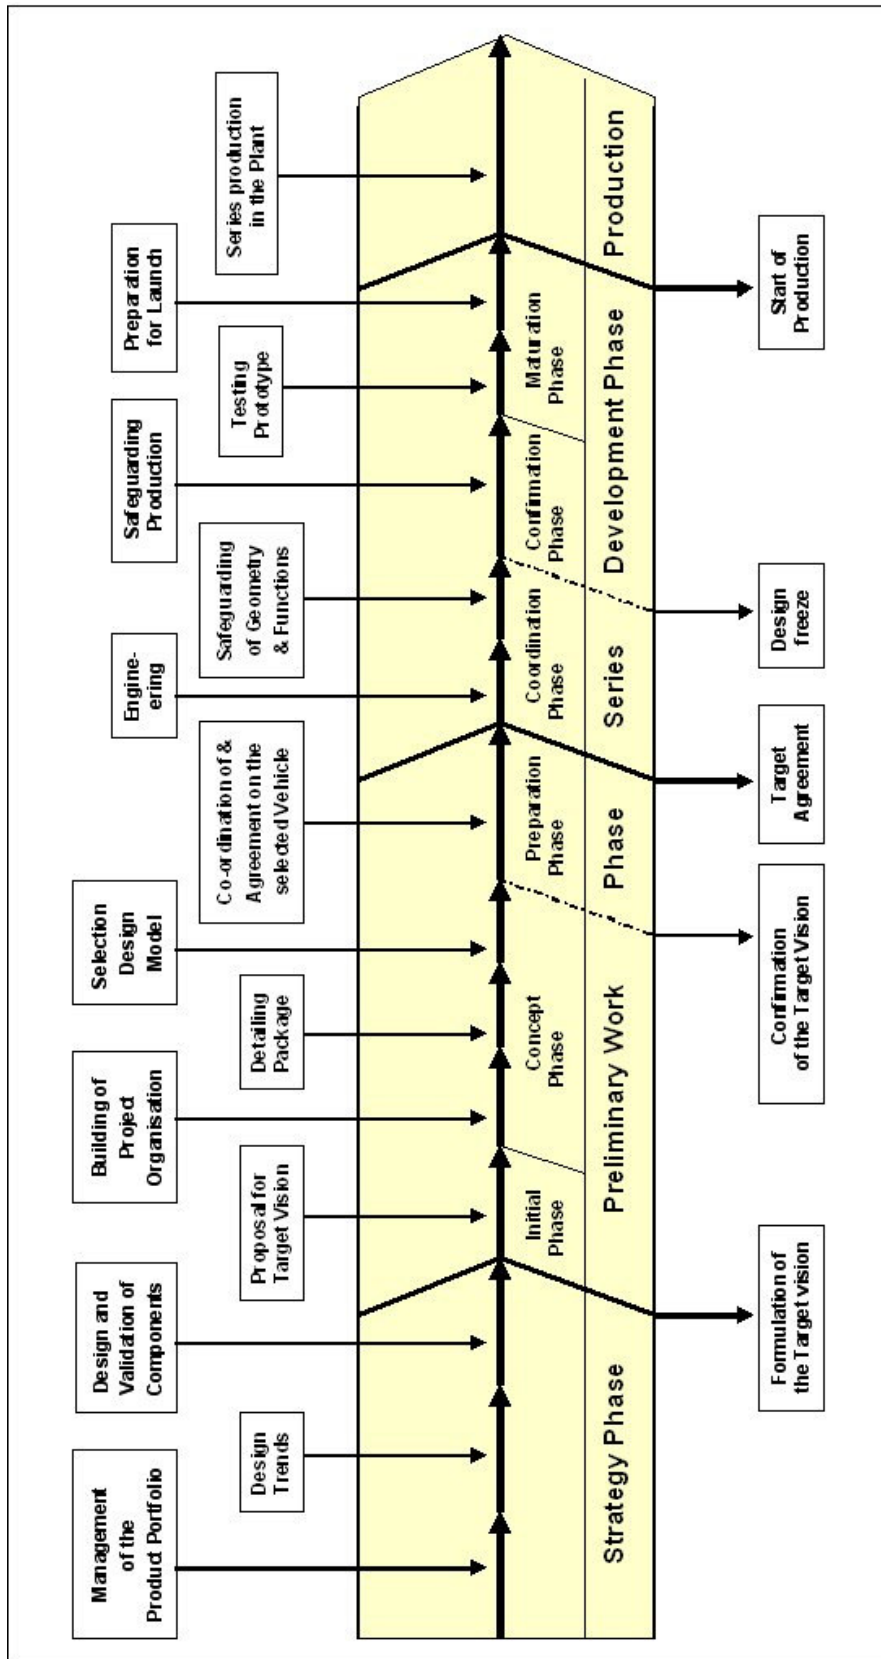 Management
of the
Product Portfolio
Design
Trends
Design and
Validation of
Components
Proposal for
Target Vision
Building of
Project
Organisation
Detailing
Package
Selection
Design
Model
Co-ordination of &
Agreement on the
selected Vehicle
Engine-
ering
Safeguarding
of Geometry
& Functions
Safeguarding
Production
Testing
Prototype
Preparation
for Launch
Series production
in the Plant
Initial
Phase
Concept
Phase
Preparation
Phase
Coordination
Phase
Confirmation
Phase
Maturation
Phase
Strategy Phase
Preliminary Work Phase
Series Development Phase
Production
Formulation of
the Target vision
Confirmation
of the Target Vision
Target
Agreement
Design
freeze
Start of
Production